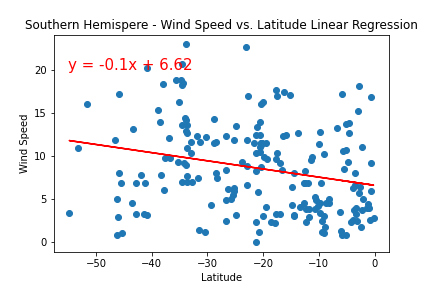 Southern Hemispere - Wind Speed vs. Latitude Linear Regression
y = -0.1x + 6.62
20
15
10
5
0
Wind Speed
−50
−40
−30
−20
−10
0
Latitude